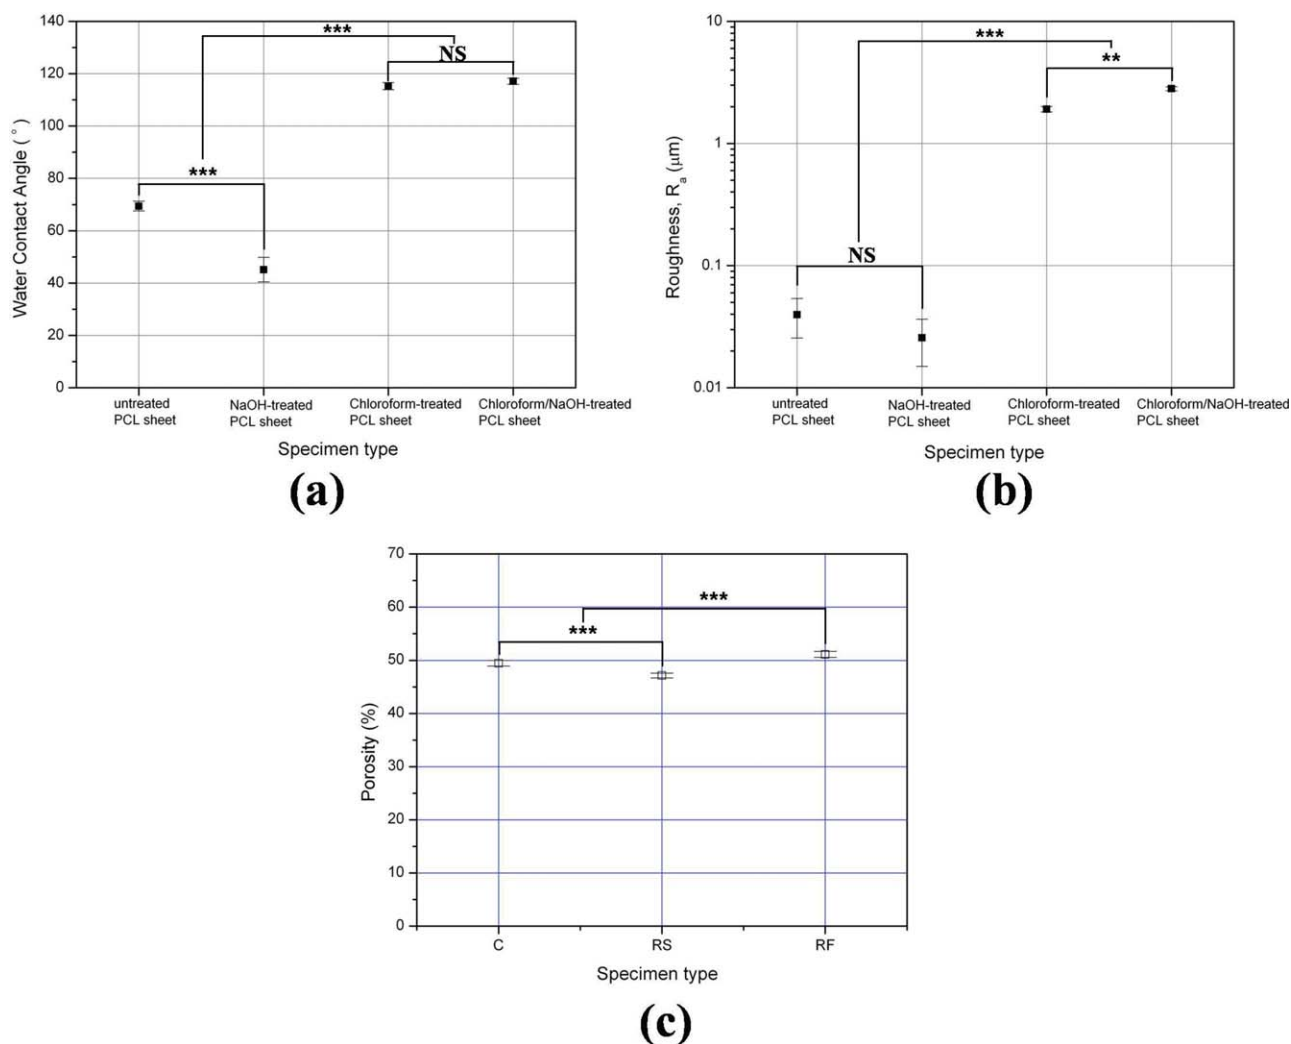 140
120
100
80
60
40
20
0
Water Contact Angle ( ° )
***
NS
***
untreated
PCL sheet
NaOH-treated
PCL sheet
Chloroform-treated
PCL sheet
Chloroform/NaOH-treated
PCL sheet
Specimen type
(a)
10
1
0.1
0.01
Roughness, Ra (μm)
***
**
NS
untreated
PCL sheet
NaOH-treated
PCL sheet
Chloroform-treated
PCL sheet
Chloroform/NaOH-treated
PCL sheet
Specimen type
(b)
70
60
50
40
30
20
10
0
Porosity (%)
***
***
C
RS
RF
Specimen type
(c)